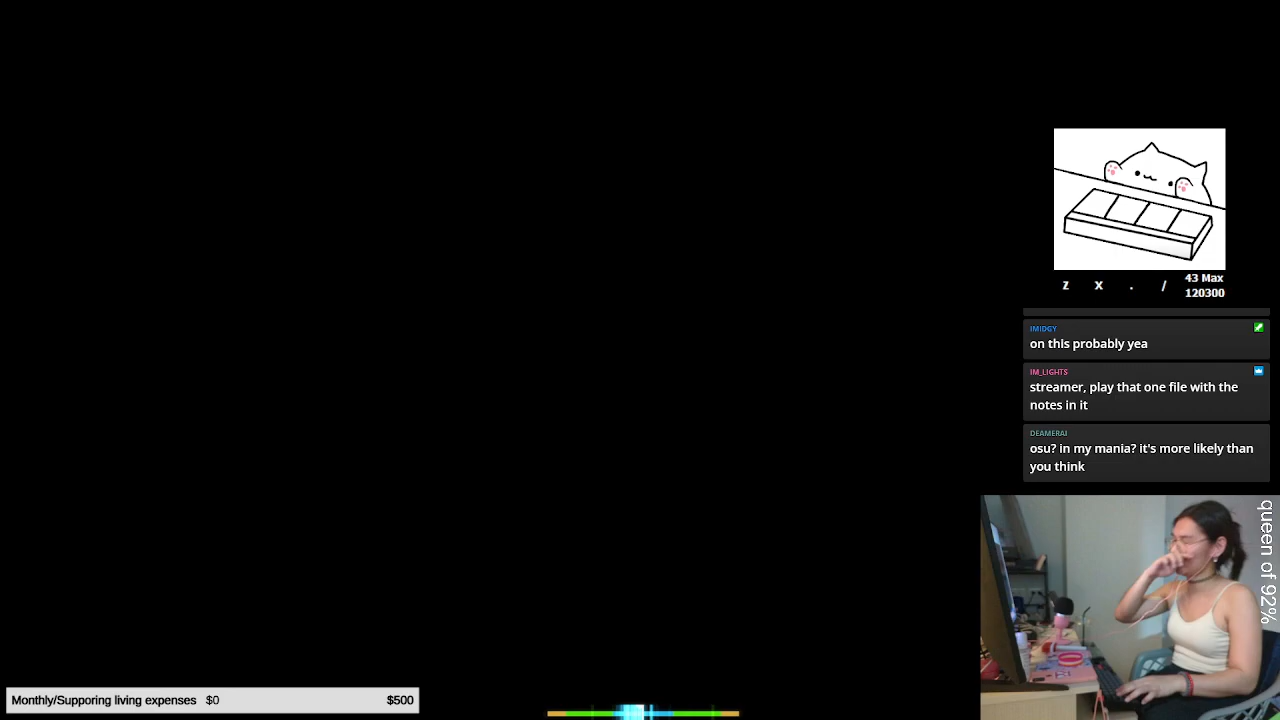 z x . /
43 Max
120300
IMIDGY
on this probably yea
IM_LIGHTS
streamer, play that one file with the
notes in it
DEAMERAI
osu? in my mania? it's more likely than
you think
queen of 92%
Monthly/Supporing living expenses $0 $500